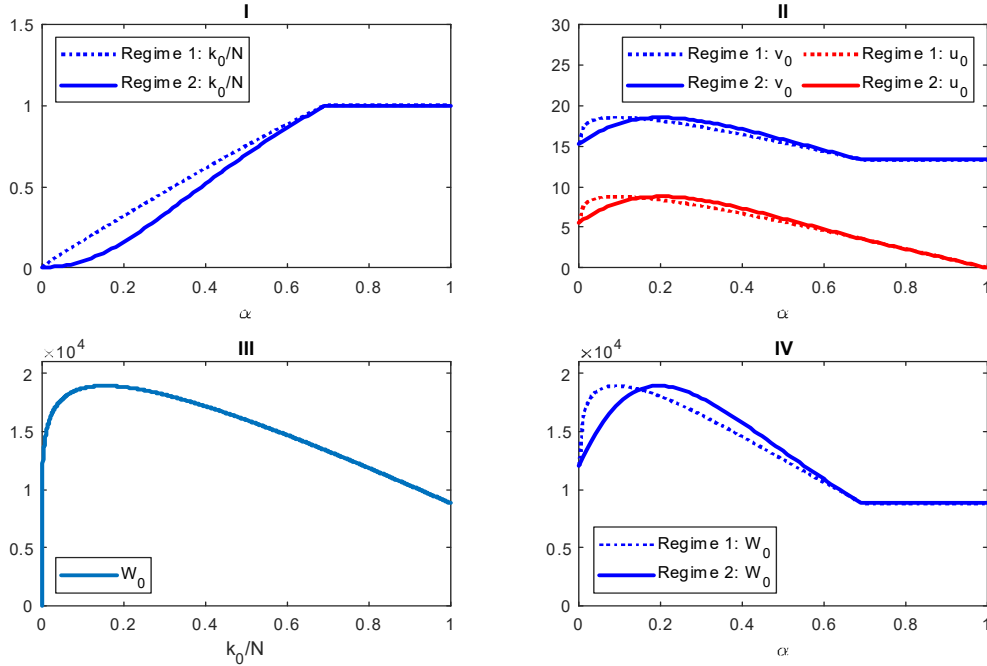 I
1.5
1
0.5
0
Regime 1: k₀/N
Regime 2: k₀/N
0 0.2 0.4 0.6 0.8 1
α
II
30
25
20
15
10
5
0
Regime 1: v₀ Regime 1: u₀
Regime 2: v₀ Regime 2: u₀
0 0.2 0.4 0.6 0.8 1
α
×10⁴
III
2
1.5
1
0.5
0
W₀
0 0.2 0.4 0.6 0.8 1
k₀/N
×10⁴
IV
2
1.5
1
0.5
0
Regime 1: W₀
Regime 2: W₀
0 0.2 0.4 0.6 0.8 1
α